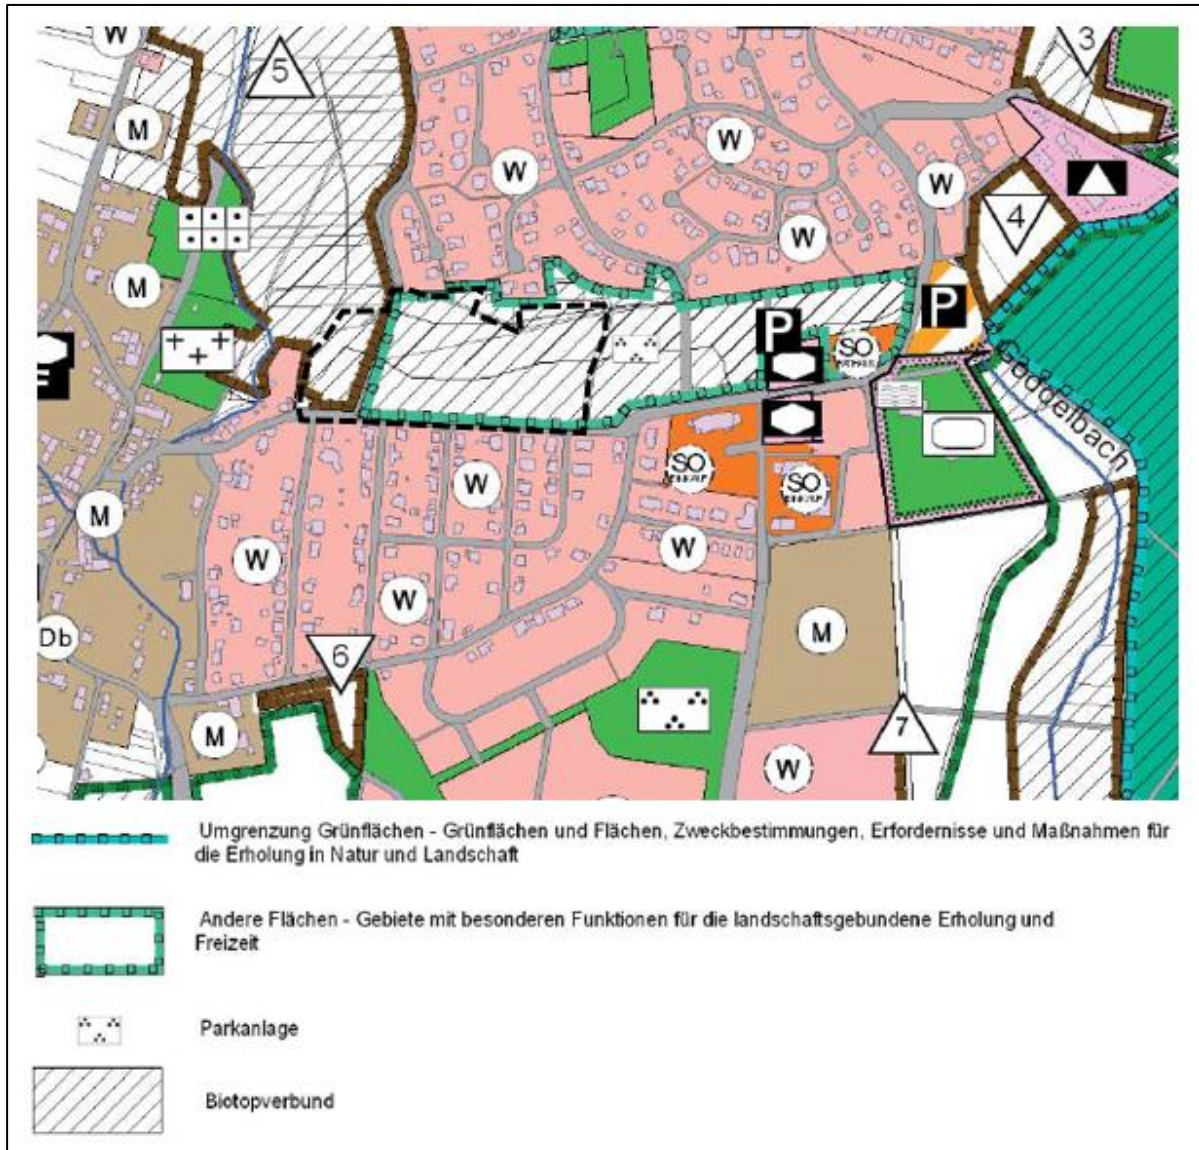 W
5
3
M
W
W
W
W
4
M
P
P
SO
Goldgelbach
SO
SO
W
M
W
W
W
M
Db
6
M
7
W
Umgrenzung Grünflächen - Grünflächen und Flächen, Zweckbestimmungen, Erfordernisse und Maßnahmen für
die Erholung in Natur und Landschaft
Andere Flächen - Gebiete mit besonderen Funktionen für die landschaftsgebundene Erholung und
Freizeit
Parkanlage
Biotopverbund